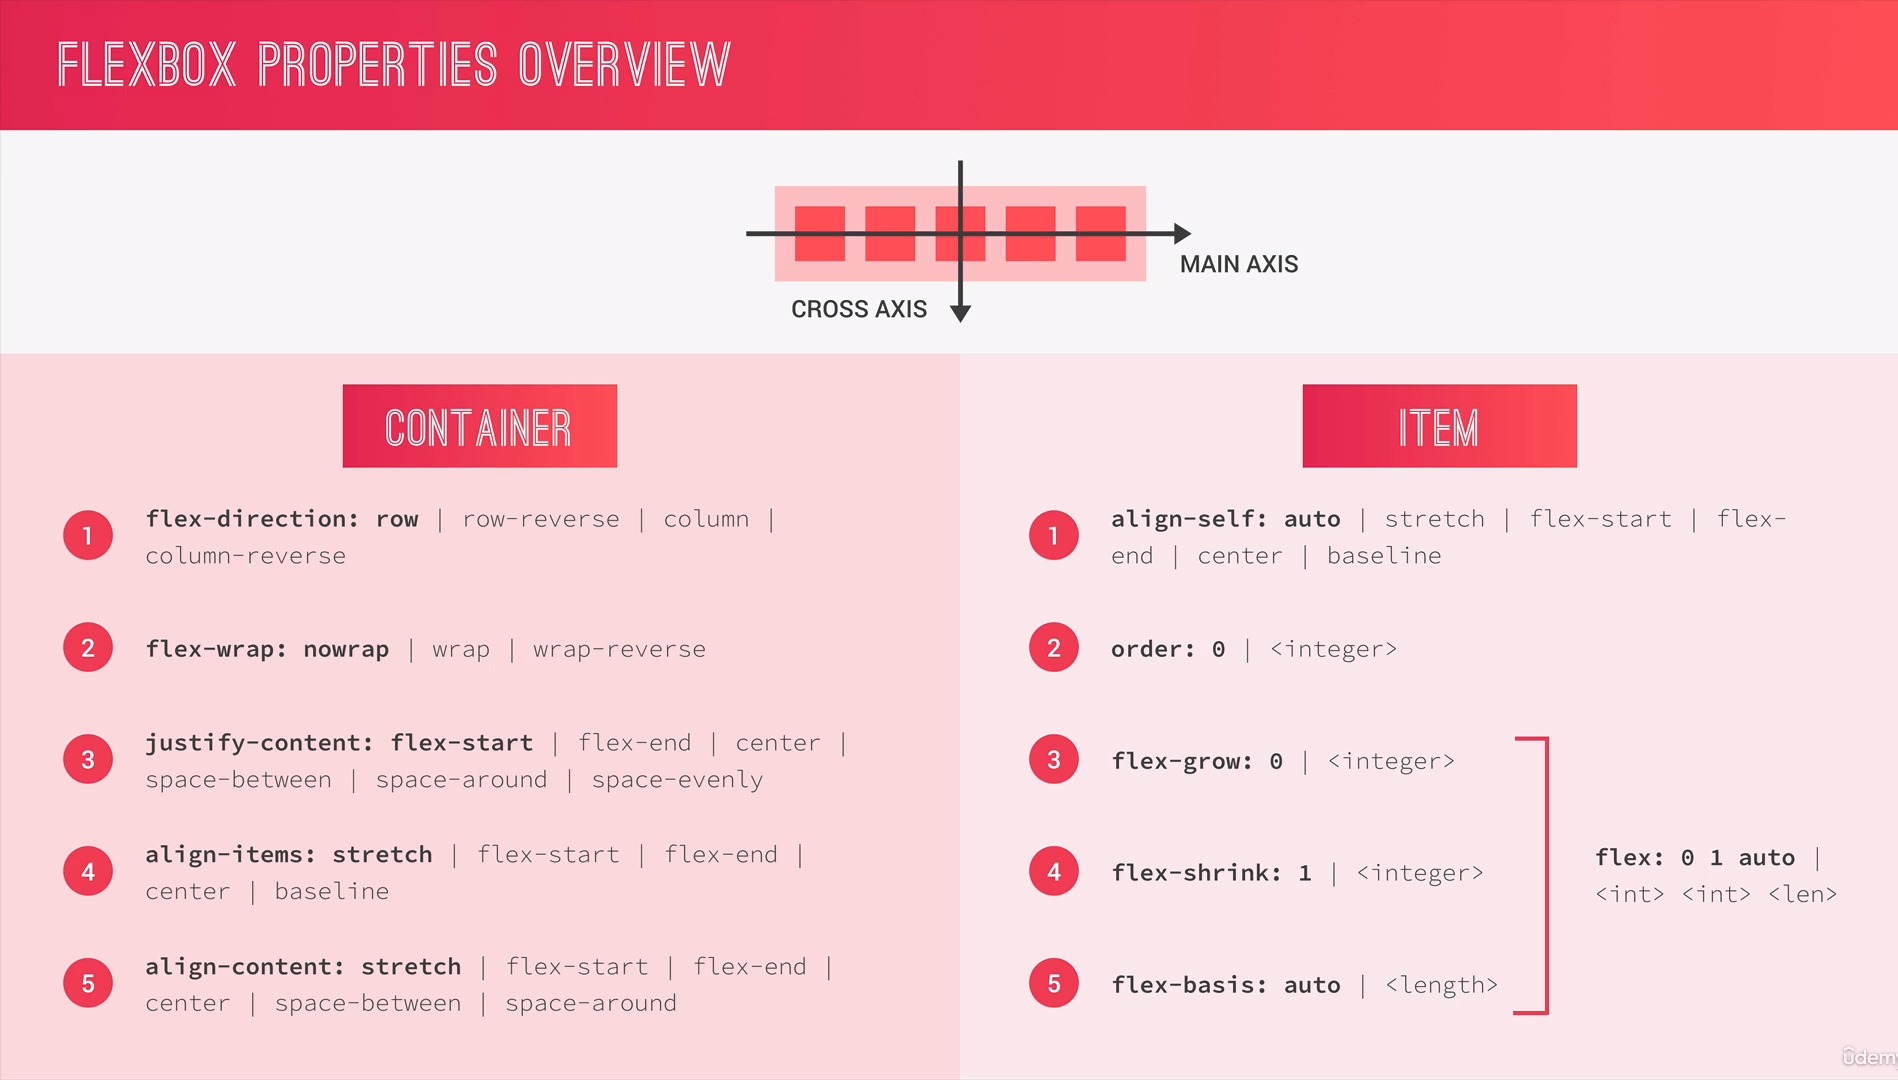 FLEXBOX PROPERTIES OVERVIEW
MAIN AXIS
CROSS AXIS
CONTAINER
1
flex-direction: row | row-reverse | column |
column-reverse
2
flex-wrap: nowrap | wrap | wrap-reverse
3
justify-content: flex-start | flex-end | center |
space-between | space-around | space-evenly
4
align-items: stretch | flex-start | flex-end |
center | baseline
5
align-content: stretch | flex-start | flex-end |
center | space-between | space-around
ITEM
1
align-self: auto | stretch | flex-start | flex-
end | center | baseline
2
order: 0 | <integer>
3
flex-grow: 0 | <integer>
4
flex-shrink: 1 | <integer>
5
flex-basis: auto | <length>
flex: 0 1 auto |
<int> <int> <len>
udemy